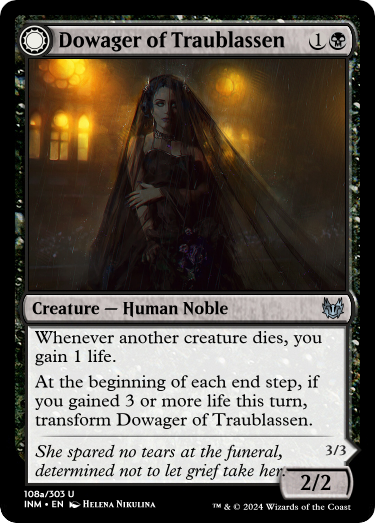 Dowager of Traublassen 1
Creature — Human Noble
Whenever another creature dies, you
gain 1 life.
At the beginning of each end step, if
you gained 3 or more life this turn,
transform Dowager of Traublassen.
She spared no tears at the funeral,
determined not to let grief take her.
3/3
2/2
108a/303 U
INM • EN Helena Nikulina
™ & © 2024 Wizards of the Coast